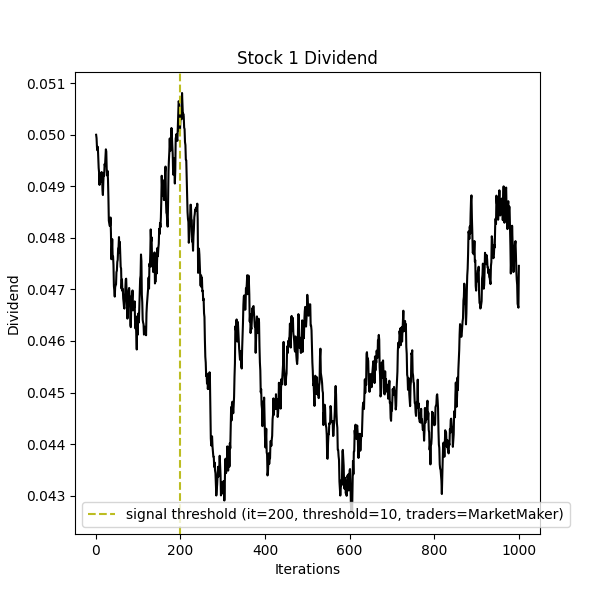 Stock 1 Dividend
Dividend
0.051
0.050
0.049
0.048
0.047
0.046
0.045
0.044
0.043
signal threshold (it=200, threshold=10, traders=MarketMaker)
0 200 400 600 800 1000
Iterations